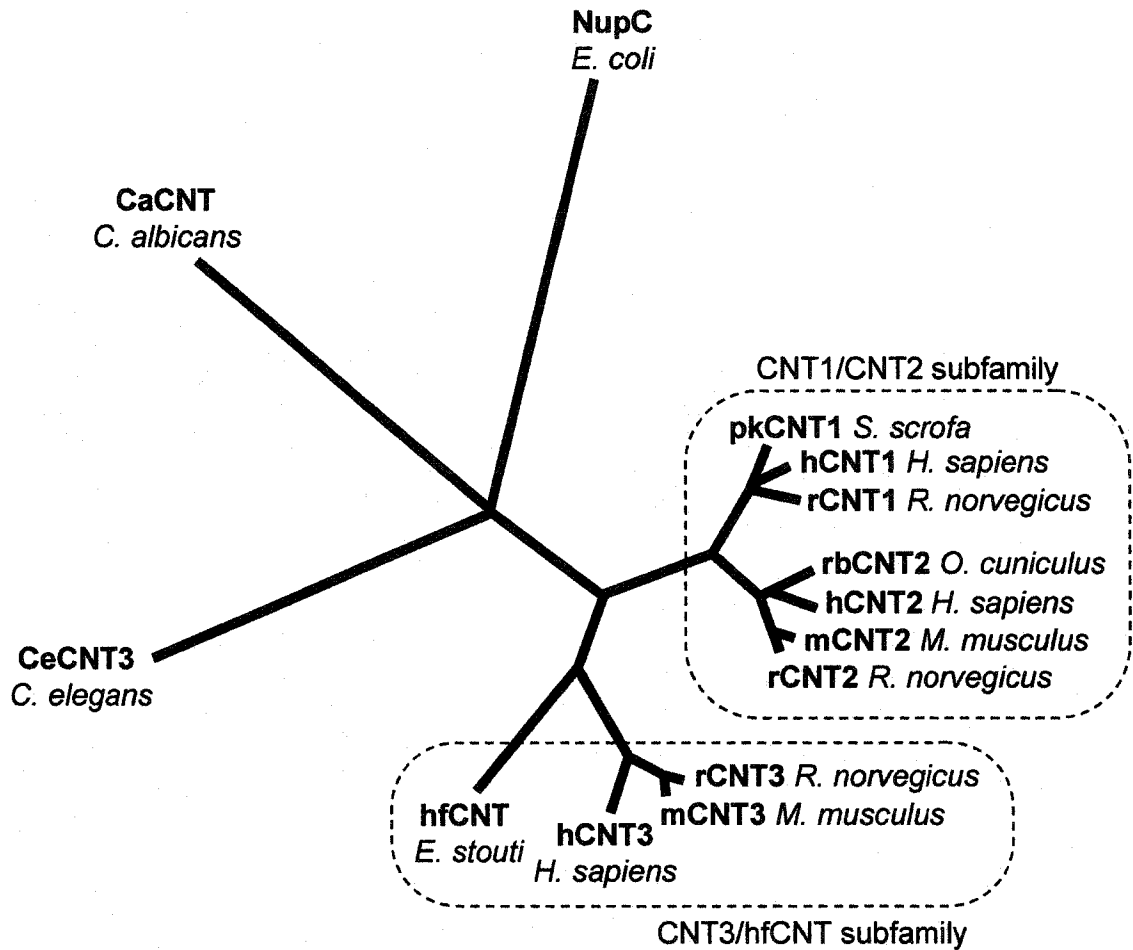 NupC
E. coli
CaCNT
C. albicans
CNT1/CNT2 subfamily
pkCNT1 S. scrofa
hCNT1 H. sapiens
rCNT1 R. norvegicus
rbCNT2 O. cuniculus
hCNT2 H. sapiens
mCNT2 M. musculus
rCNT2 R. norvegicus
CeCNT3
C. elegans
rCNT3 R. norvegicus
mCNT3 M. musculus
hfCNT
E. stouti
hCNT3
H. sapiens
CNT3/hfCNT subfamily